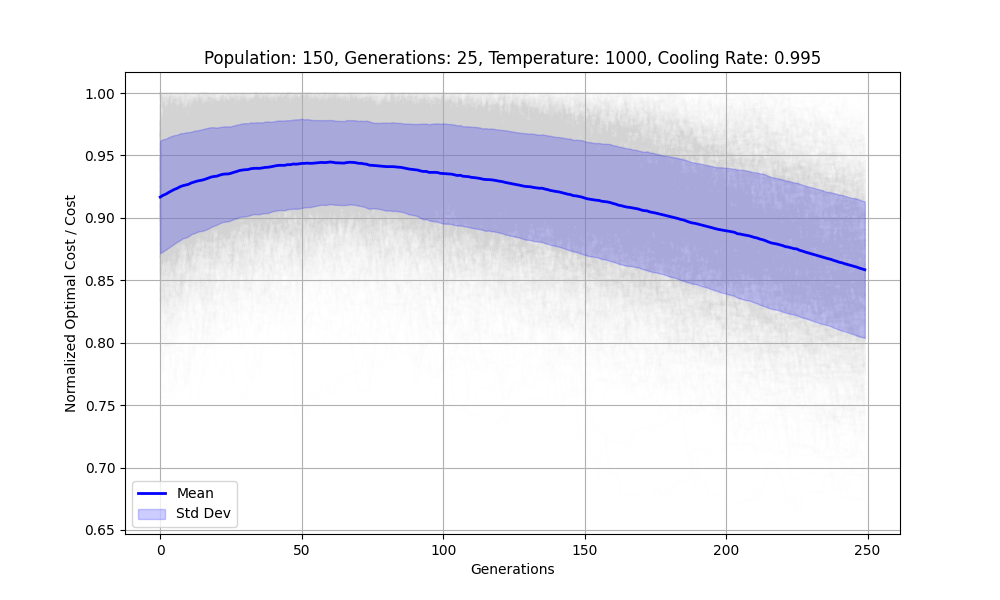 Population: 150, Generations: 25, Temperature: 1000, Cooling Rate: 0.995
Normalized Optimal Cost / Cost
1.00
0.95
0.90
0.85
0.80
0.75
0.70
0.65
Mean
Std Dev
0 50 100 150 200 250
Generations